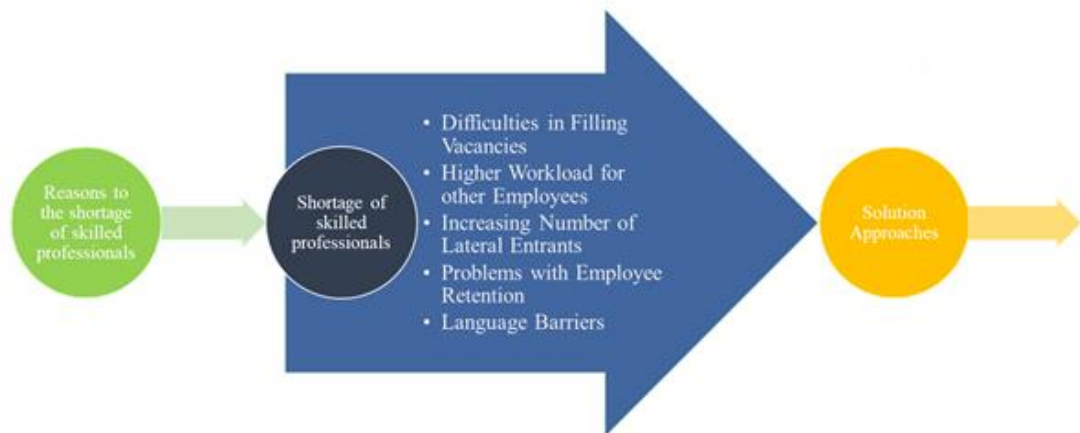 Reasons to
the shortage
of skilled
professionals
Shortage of
skilled
professionals
• Difficulties in Filling
Vacancies
• Higher Workload for
other Employees
• Increasing Number of
Lateral Entrants
• Problems with Employee
Retention
• Language Barriers
Solution
Approaches